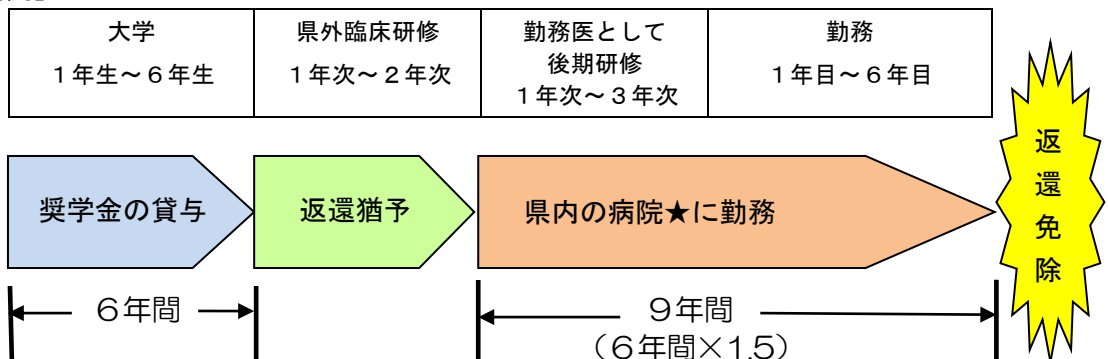 大学
1年生～6年生
県外臨床研修
1年次～2年次
勤務医として
後期研修
1年次～3年次
勤務
1年目～6年目
奨学金の貸与
返還猶予
県内の病院★に勤務
返還免除
6年間
9年間
（6年間×1.5）